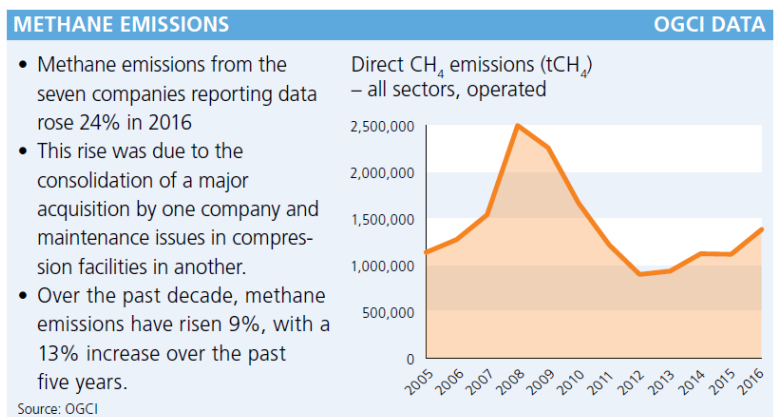 METHANE EMISSIONS
OGCI DATA
• Methane emissions from the
seven companies reporting data
rose 24% in 2016
• This rise was due to the
consolidation of a major
acquisition by one company and
maintenance issues in compres-
sion facilities in another.
• Over the past decade, methane
emissions have risen 9%, with a
13% increase over the past
five years.
Source: OGCI
Direct CH₄ emissions (tCH₄)
– all sectors, operated
2,500,000
2,000,000
1,500,000
1,000,000
500,000
0
2005
2006
2007
2008
2009
2010
2011
2012
2013
2014
2015
2016